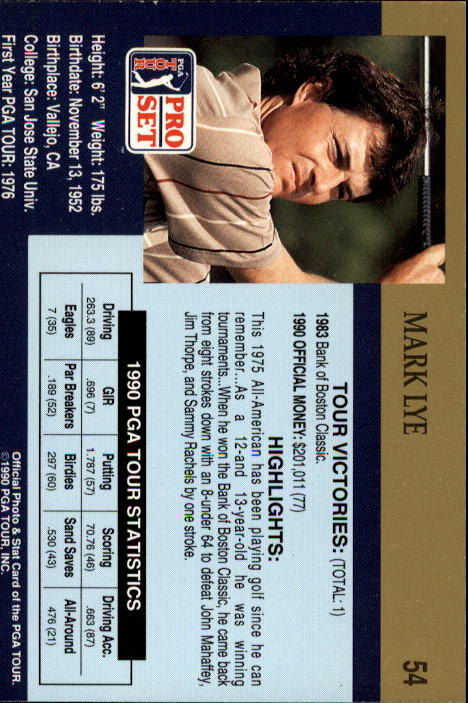 MARK LYE
54
PGA
TOUR
PRO
SET
TM
Height: 6' 2" Weight: 175 lbs.
Birthdate: November 13, 1952
Birthplace: Vallejo, CA
College: San Jose State Univ.
First Year PGA TOUR: 1976
TOUR VICTORIES: (TOTAL: 1)
1983 Bank of Boston Classic.
1990 OFFICIAL MONEY: $201,011 (77)
HIGHLIGHTS:
This 1975 All-American has been playing golf since he can
remember...As a 12-and 13-year-old he was winning
tournaments...When he won the Bank of Boston Classic, he came back
from eight strokes down with an 8-under 64 to defeat John Mahaffey,
Jim Thorpe, and Sammy Rachels by one stroke.
1990 PGA TOUR STATISTICS
Driving GIR Putting Scoring Driving Acc.
263.3 (89) .696 (7) 1.787 (57) 70.76 (46) .663 (87)
Eagles Par Breakers Birdies Sand Saves All-Around
7 (35) .189 (52) 297 (60) .530 (43) 476 (21)
Official Photo & Stat Card of the PGA TOUR.
©1990 PGA TOUR, INC.